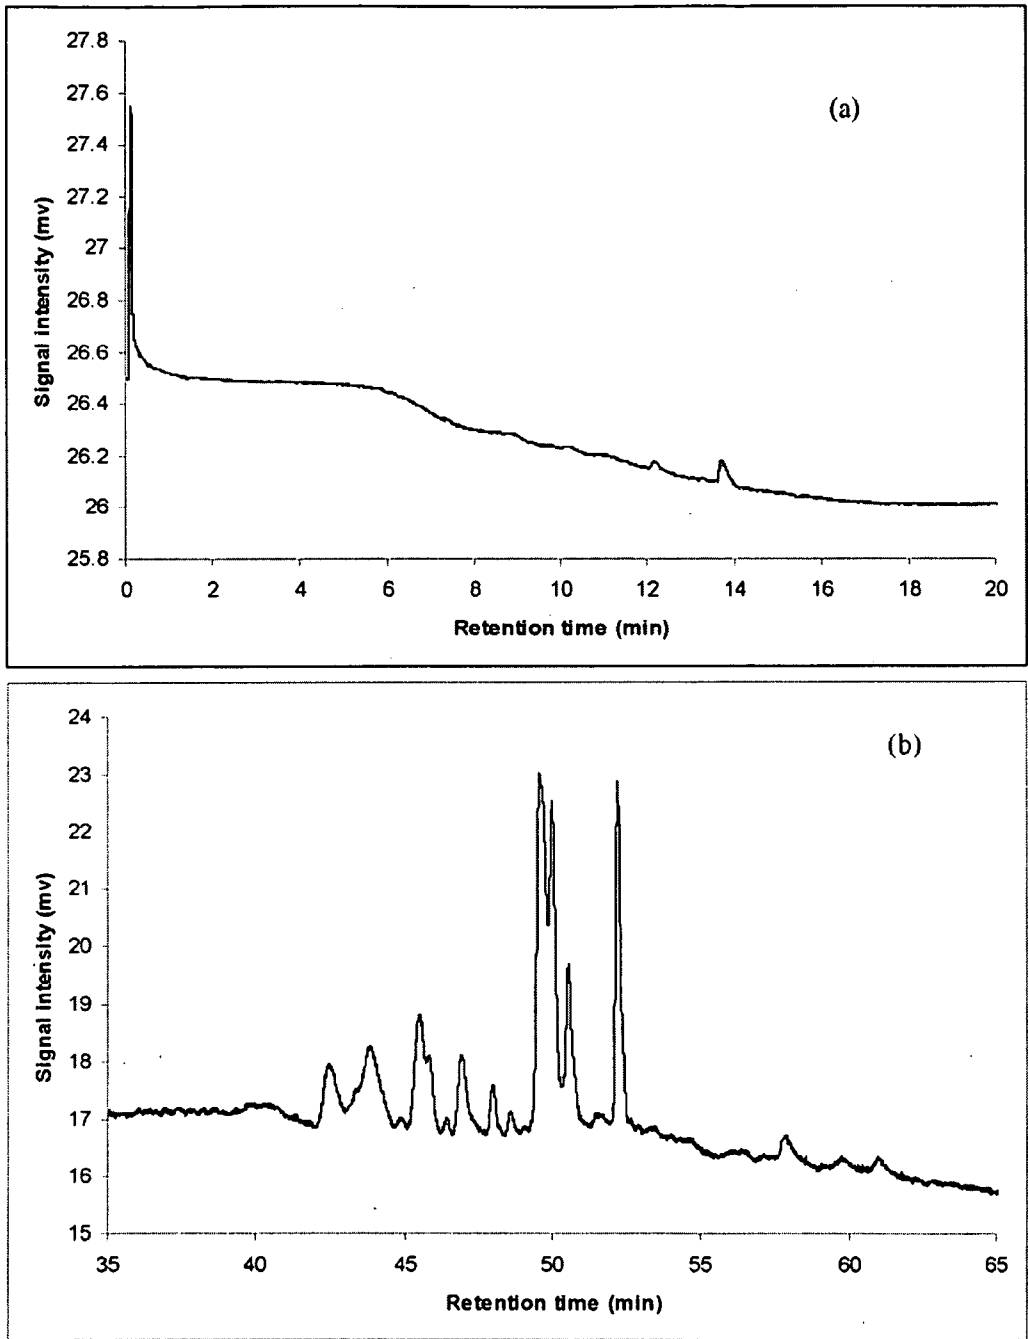 (a)
Signal intensity (mv)
27.8
27.6
27.4
27.2
27
26.8
26.6
26.4
26.2
26
25.8
0 2 4 6 8 10 12 14 16 18 20
Retention time (min)
(b)
Signal intensity (mv)
24
23
22
21
20
19
18
17
16
15
35 40 45 50 55 60 65
Retention time (min)